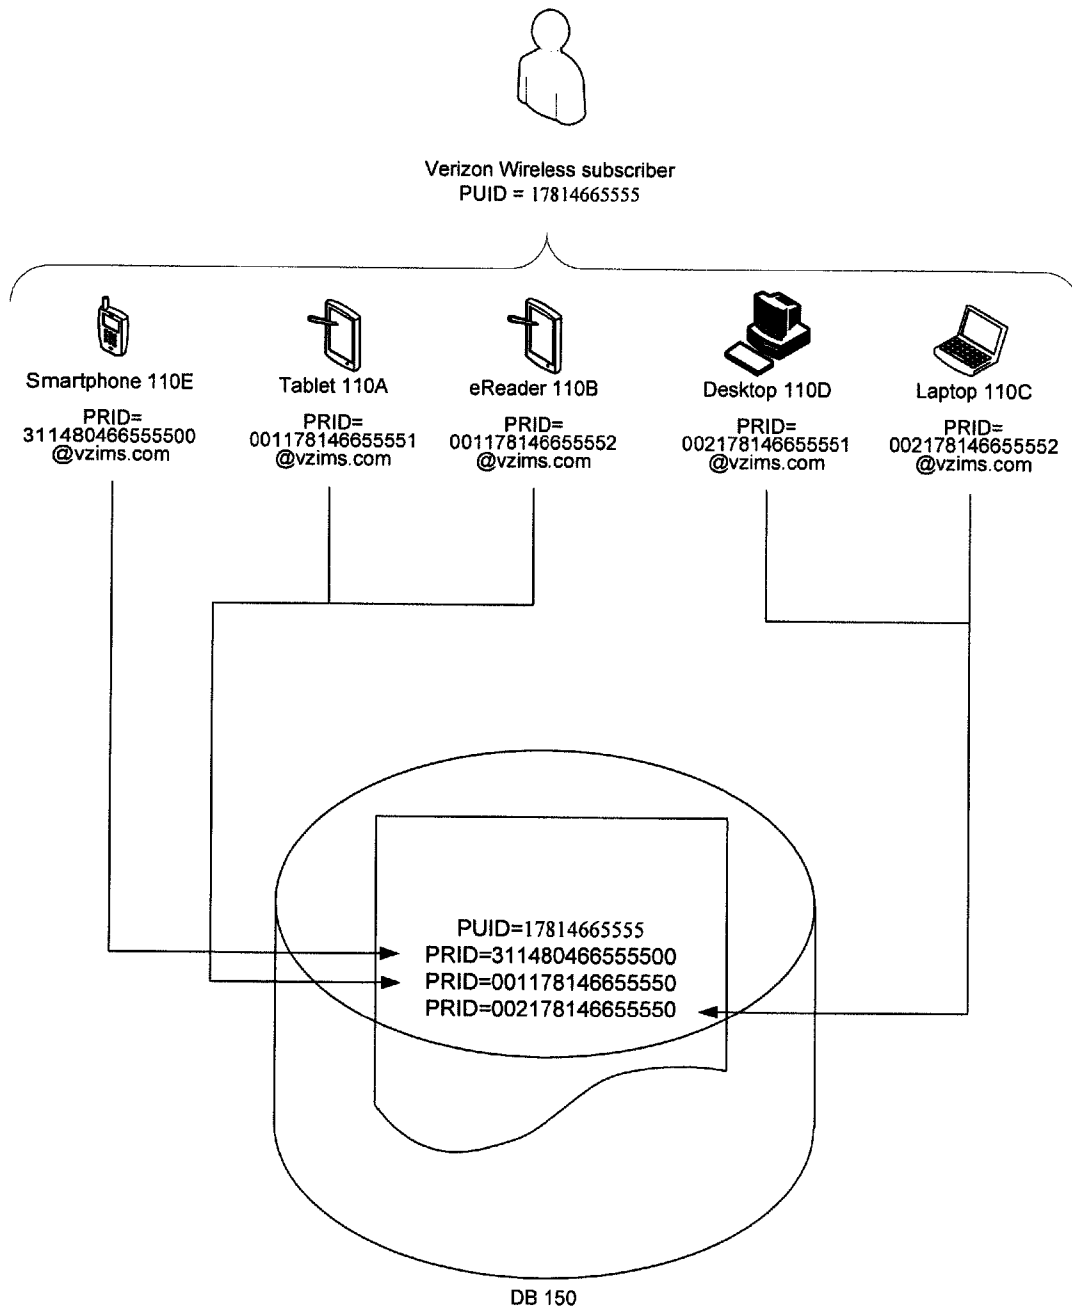 Verizon Wireless subscriber
PUID = 17814665555
Smartphone 110E
PRID=
311480466555500
@vzims.com
Tablet 110A
PRID=
001178146655551
@vzims.com
eReader 110B
PRID=
001178146655552
@vzims.com
Desktop 110D
PRID=
002178146655551
@vzims.com
Laptop 110C
PRID=
002178146655552
@vzims.com
PUID=17814665555
PRID=311480466555500
PRID=001178146655550
PRID=002178146655550
DB 150